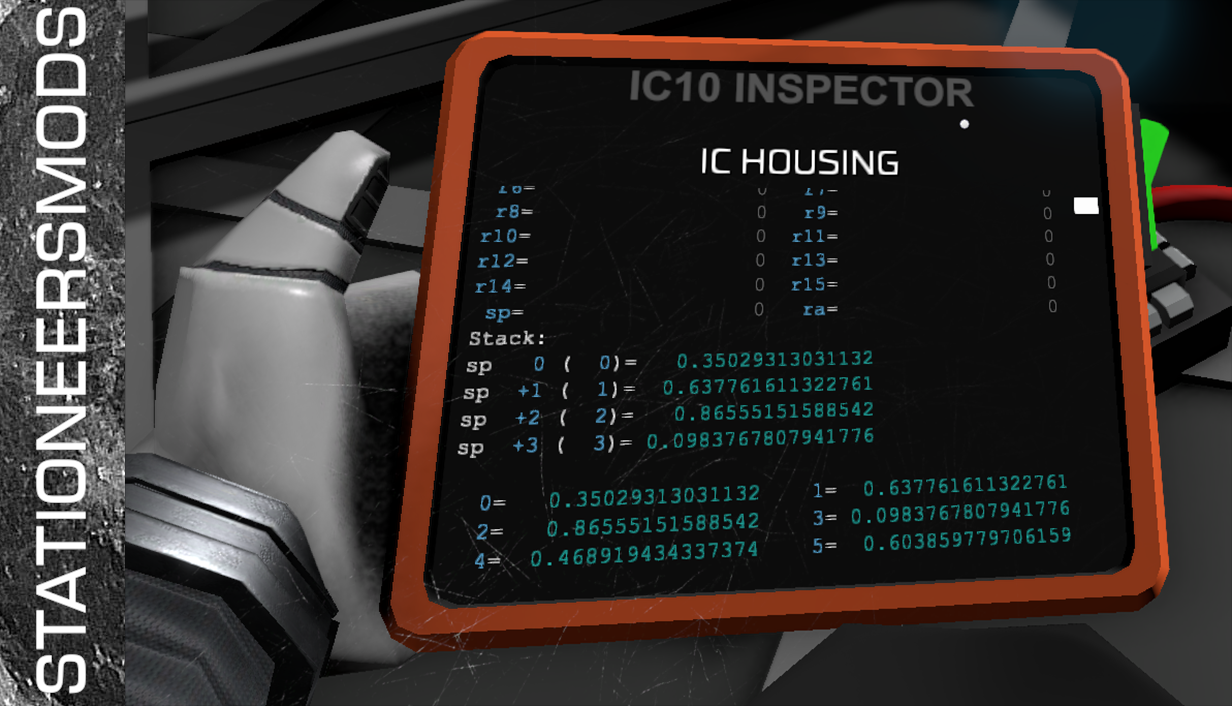 STATIONEERSMODS
IC10 INSPECTOR
IC HOUSING
r6= 0 r7= 0
r8= 0 r9= 0
r10= 0 r11= 0
r12= 0 r13= 0
r14= 0 r15= 0
sp= 0 ra= 0
Stack:
sp 0 ( 0)= 0.35029313031132
sp +1 ( 1)= 0.637761611322761
sp +2 ( 2)= 0.86555151588542
sp +3 ( 3)= 0.0983767807941776
0= 0.35029313031132 1= 0.637761611322761
2= 0.86555151588542 3= 0.0983767807941776
4= 0.468919434337374 5= 0.603859779706159